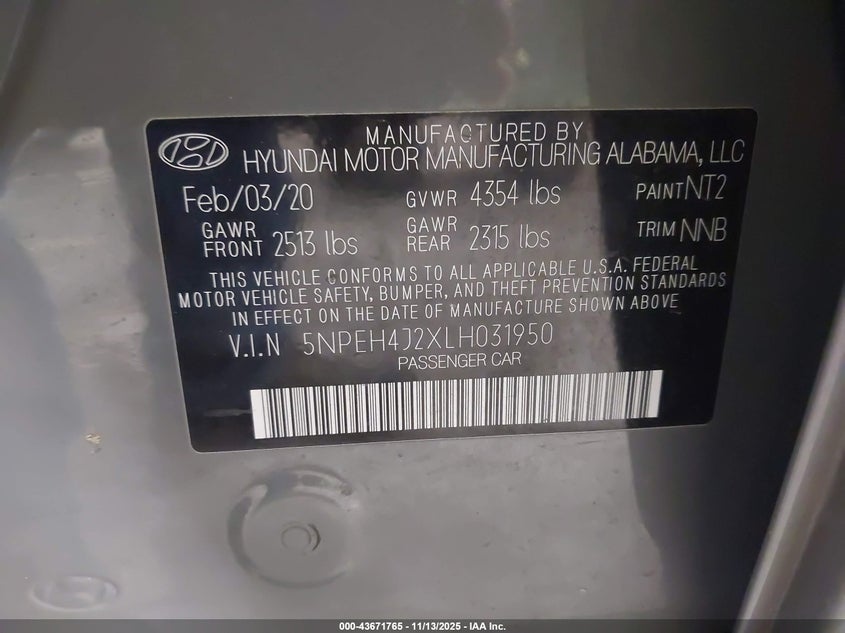 MANUFACTURED BY
HYUNDAI MOTOR MANUFACTURING ALABAMA, LLC
Feb/03/20 GVWR 4354 lbs PAINT NT2
GAWR FRONT 2513 lbs GAWR REAR 2315 lbs TRIM NNB
THIS VEHICLE CONFORMS TO ALL APPLICABLE U.S.A. FEDERAL
MOTOR VEHICLE SAFETY, BUMPER, AND THEFT PREVENTION STANDARDS
IN EFFECT ON THE DATE OF MANUFACTURE SHOWN ABOVE
V.I.N 5NPEH4J2XLH031950
PASSENGER CAR
000-43671765 - 11/13/2025 - IAA Inc.